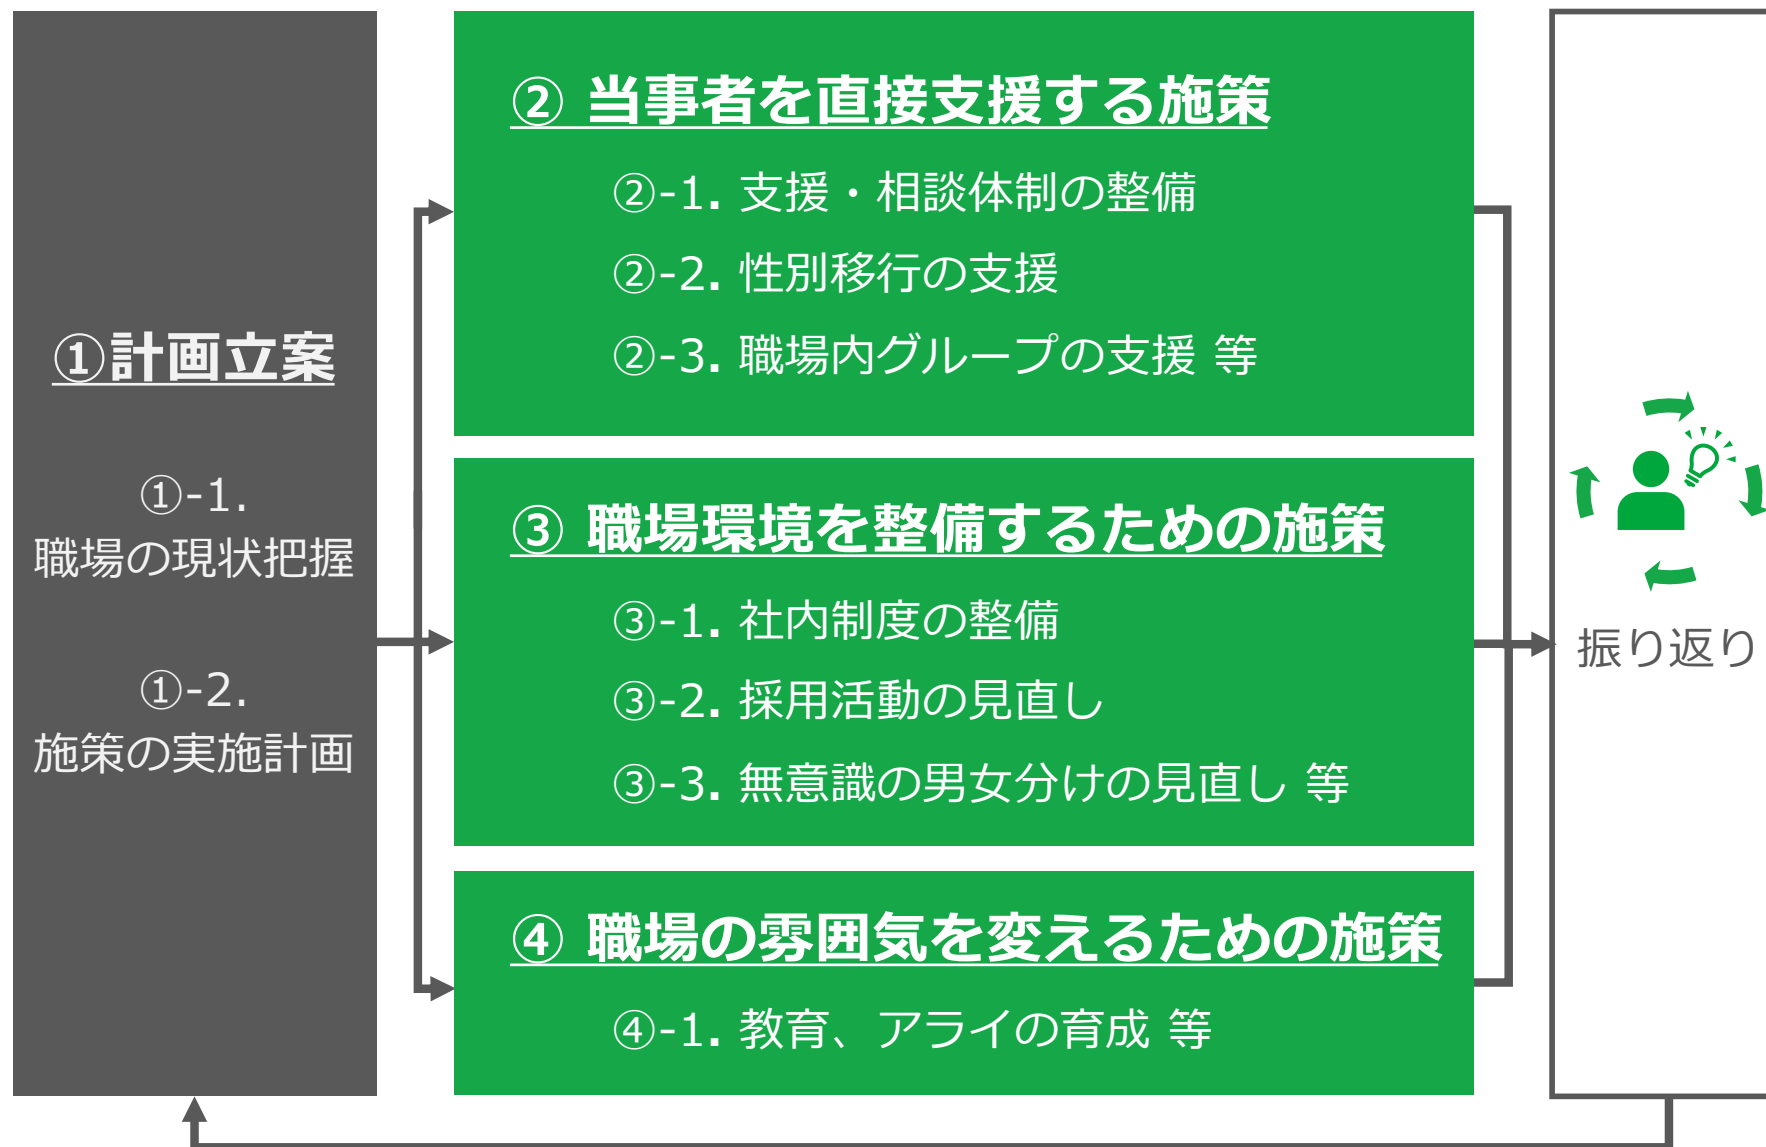 ①計画立案
①-1.
職場の現状把握
①-2.
施策の実施計画
② 当事者を直接支援する施策
②-1. 支援・相談体制の整備
②-2. 性別移行の支援
②-3. 職場内グループの支援 等
③ 職場環境を整備するための施策
③-1. 社内制度の整備
③-2. 採用活動の見直し
③-3. 無意識の男女分けの見直し 等
④ 職場の雰囲気を変えるための施策
④-1. 教育、アライの育成 等
振り返り